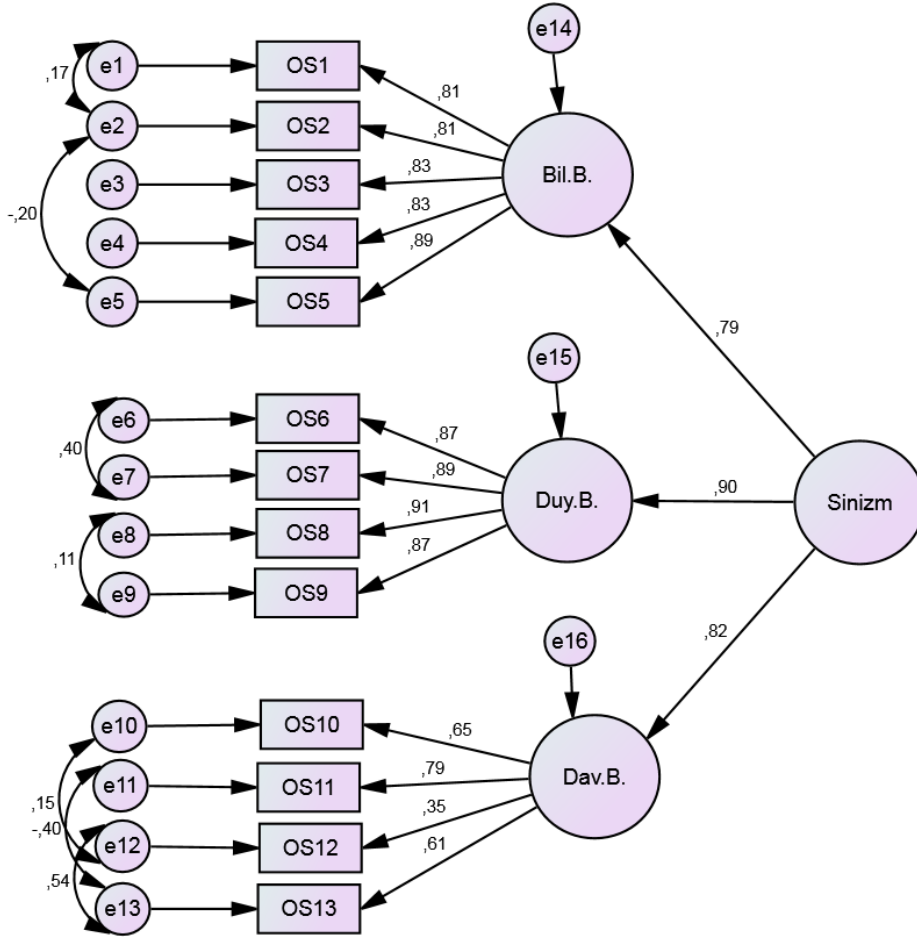 e14
e1
OS1
,17
,81
e2
OS2
,81
e3
OS3
,83
Bil.B.
-,20
e4
OS4
,83
,89
e5
OS5
,79
e15
e6
OS6
,87
,40
e7
OS7
,89
Duy.B.
,90
Sinizm
e8
OS8
,91
,11
,87
e9
OS9
e16
,82
e10
OS10
,65
e11
OS11
,79
Dav.B.
,15
-,40
e12
OS12
,35
,61
,54
e13
OS13